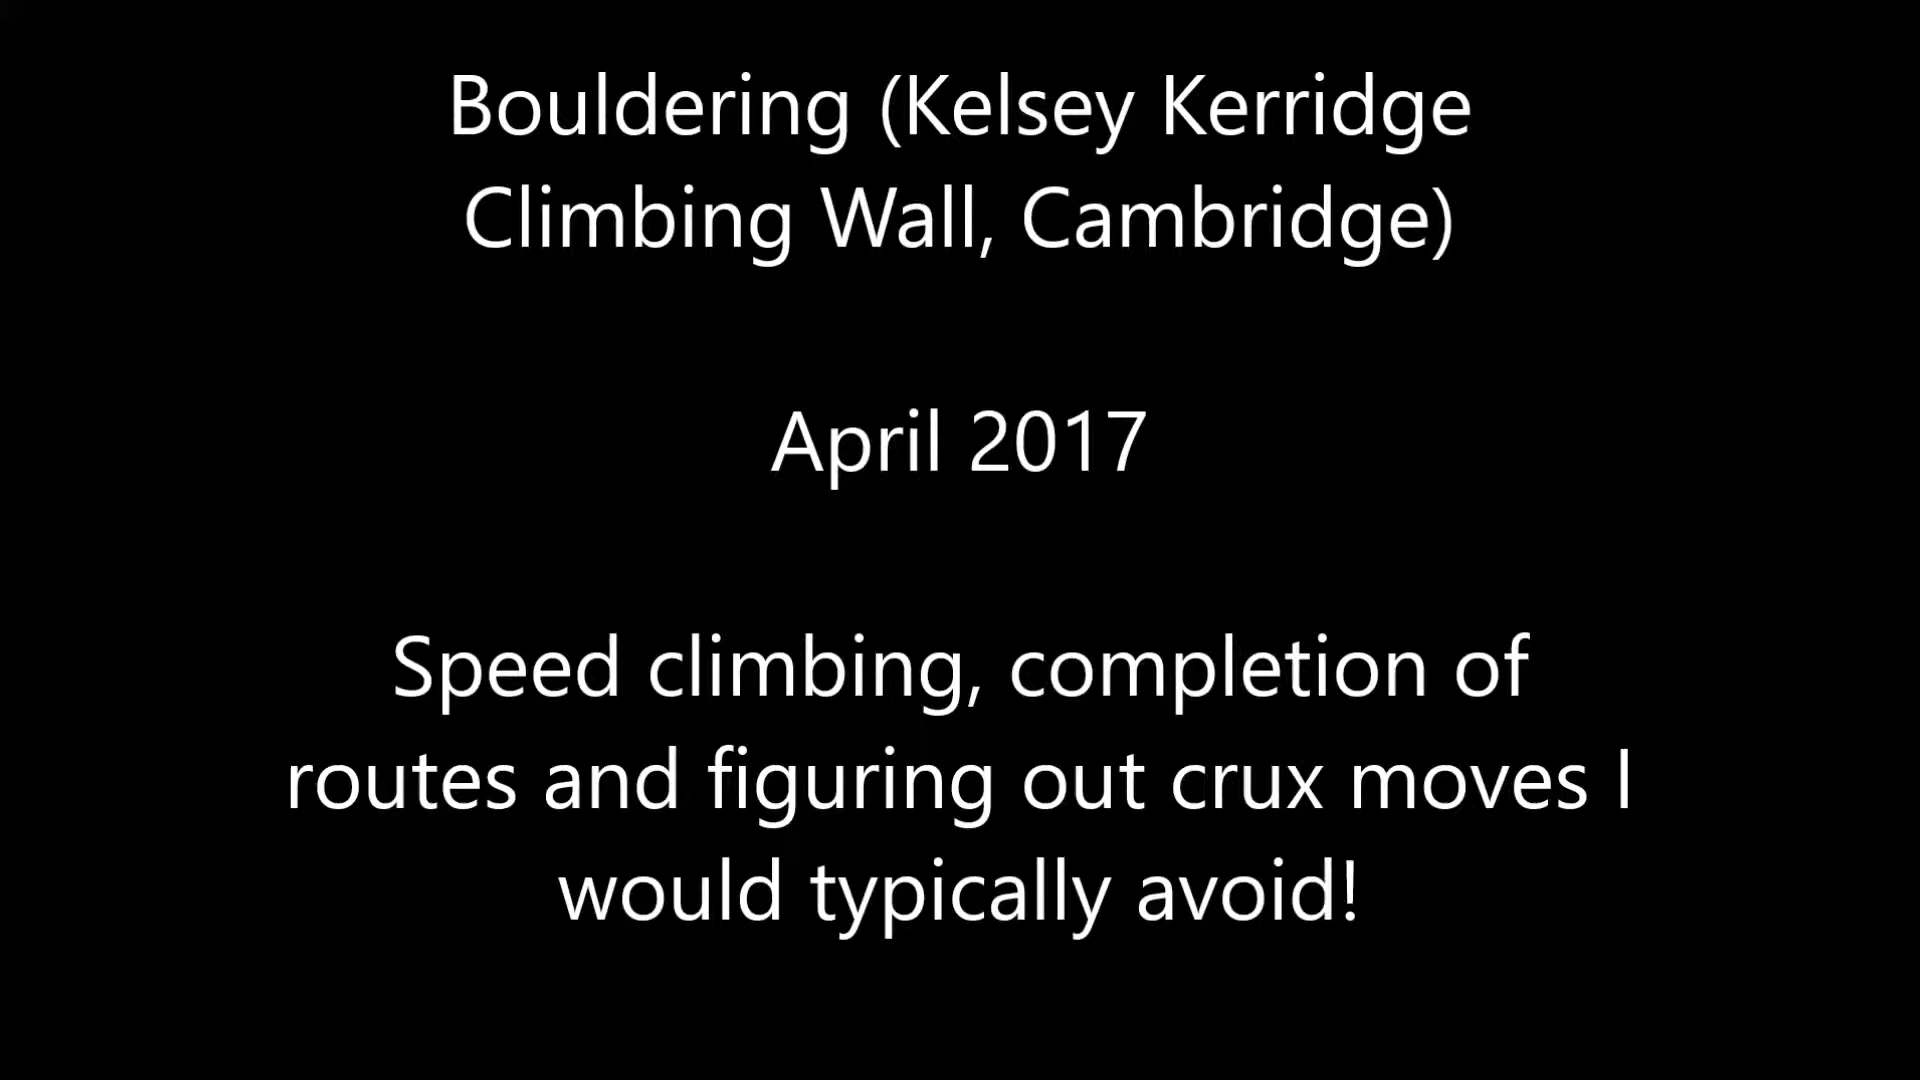 Bouldering (Kelsey Kerridge
Climbing Wall, Cambridge)
April 2017
Speed climbing, completion of
routes and figuring out crux moves I
would typically avoid!